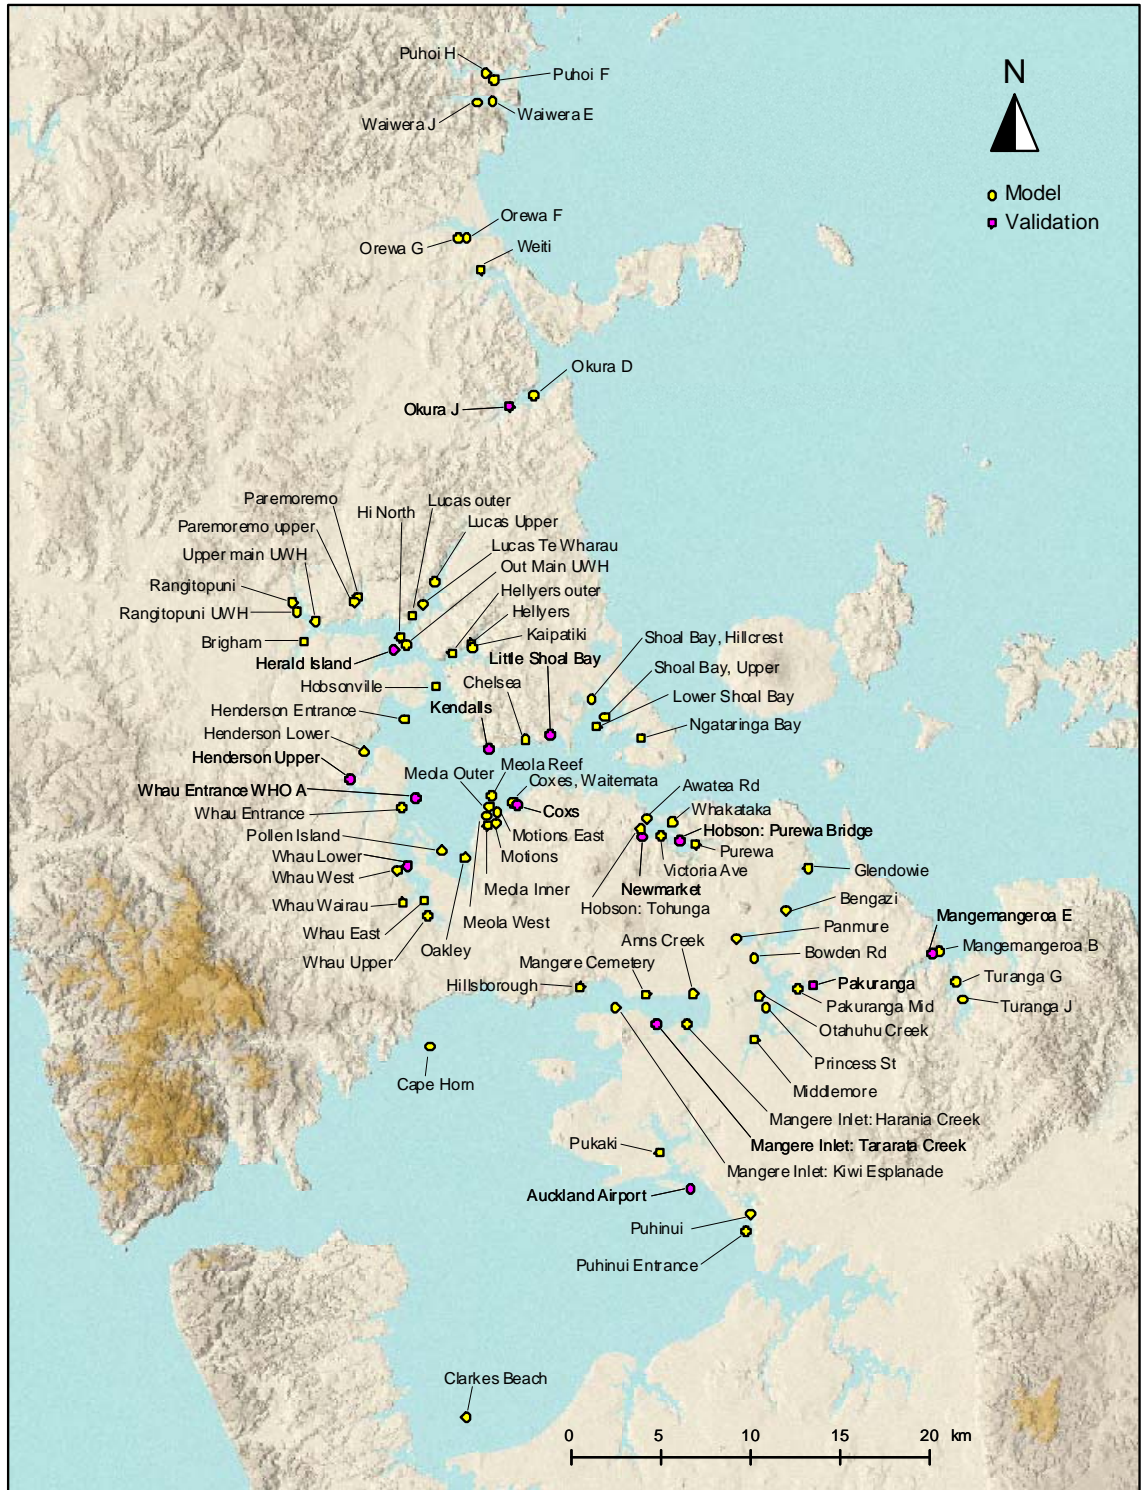 Puhoi H
Puhoi F
N
Waiwera J
Waiwera E
Model
Validation
Orewa F
Orewa G
Weiti
Okura D
Okura J
Paremoremo
Hi North
Lucas outer
Paremoremo upper
Lucas Upper
Upper main UWH
Lucas Te Wharau
Out Main UWH
Rangitopuni
Hellyers outer
Rangitopuni UWH
Hellyers
Brigham
Kaipatiki
Shoal Bay, Hillcrest
Herald Island
Little Shoal Bay
Shoal Bay, Upper
Hobsonville
Chelsea
Lower Shoal Bay
Henderson Entrance
Kendalls
Ngataringa Bay
Henderson Lower
Henderson Upper
Meola Reef
Meola Outer
Coxes, Waitemata
Awatea Rd
Whau Entrance WHO A
Whakataka
Whau Entrance
Coxs
Hobson: Purewa Bridge
Pollen Island
Motions East
Purewa
Whau Lower
Motions
Victoria Ave
Glendowie
Whau West
Meola Inner
Newmarket
Bengazi
Whau Wairau
Hobson: Tohunga
Mangemangeroa E
Meola West
Whau East
Panmure
Mangemangeroa B
Oakley
Anns Creek
Bowden Rd
Whau Upper
Mangere Cemetery
Turanga G
Hillsborough
Pakuranga
Pakuranga Mid
Turanga J
Otahuhu Creek
Princess St
Cape Horn
Middlemore
Mangere Inlet: Harania Creek
Pukaki
Mangere Inlet: Tararata Creek
Mangere Inlet: Kiwi Esplanade
Auckland Airport
Puhinui
Puhinui Entrance
Clarkes Beach
0 5 10 15 20 km